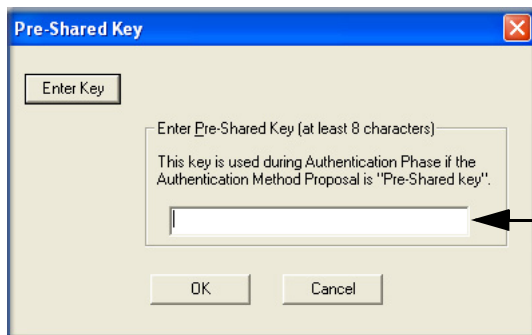 Pre-Shared Key
Enter Key
Enter Pre-Shared Key (at least 8 characters)
This key is used during Authentication Phase if the
Authentication Method Proposal is "Pre-Shared key".
OK Cancel